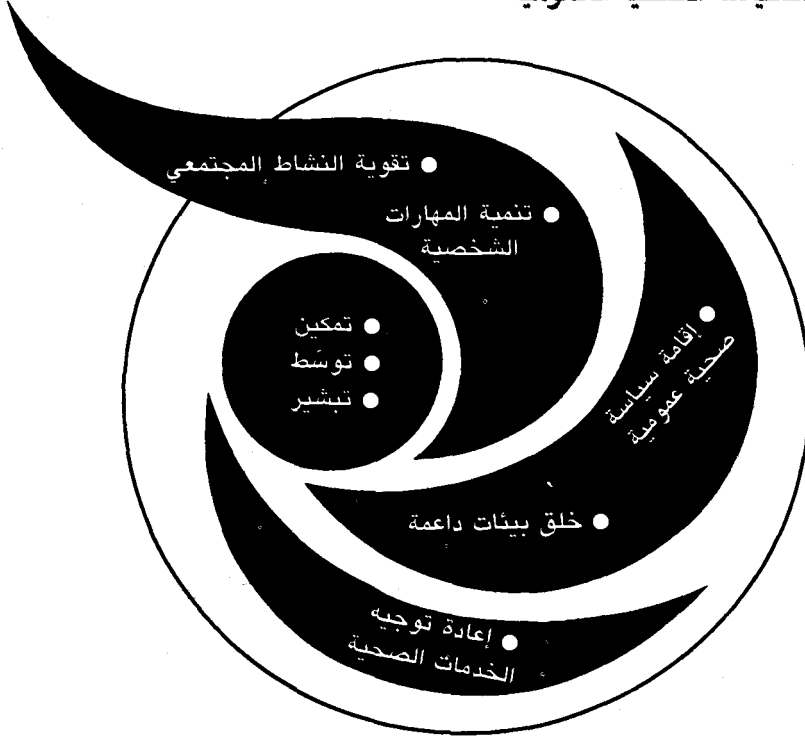 تقوية النشاط المجتمعي
تنمية المهارات
الشخصية
تمكين
توسَط
تبشير
إقامة سياسة
صحية عمومية
خلق بيئات داعمة
إعادة توجيه
الخدمات الصحية